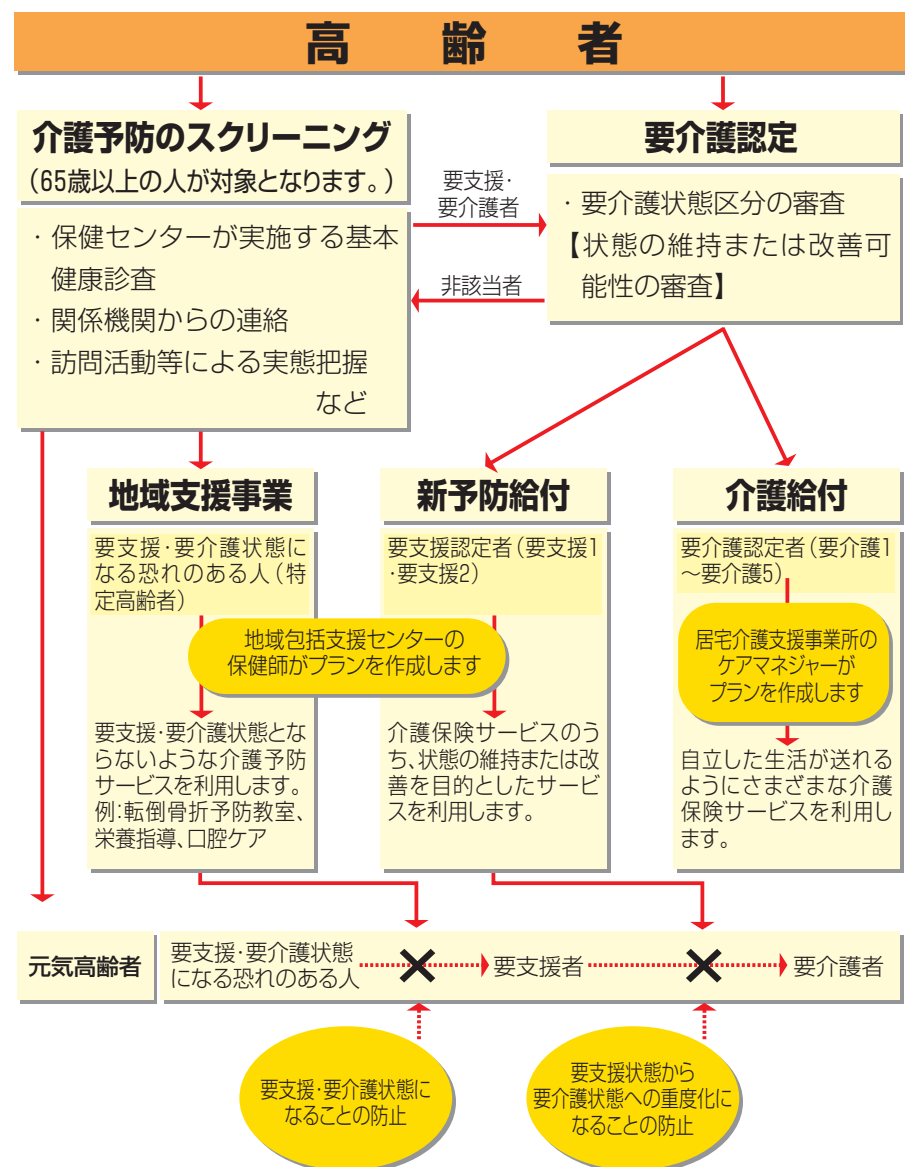 高齢者
介護予防のスクリーニング
（65歳以上の人が対象となります。）
・保健センターが実施する基本
健康診査
・関係機関からの連絡
・訪問活動等による実態把握
など
要支援・
要介護者
非該当者
要介護認定
・要介護状態区分の審査
【状態の維持または改善可
能性の審査】
地域支援事業
要支援・要介護状態に
なる恐れのある人（特
定高齢者）
新予防給付
要支援認定者（要支援1
・要支援2）
介護給付
要介護認定者（要介護1
～要介護5）
地域包括支援センターの
保健師がプランを作成します
居宅介護支援事業所の
ケアマネジャーが
プランを作成します
要支援・要介護状態とな
らないような介護予防
サービスを利用します。
例：転倒骨折予防教室、
栄養指導、口腔ケア
介護保険サービスのう
ち、状態の維持または改
善を目的としたサービ
スを利用します。
自立した生活が送れる
ようにさまざまな介護
保険サービスを利用し
ます。
元気高齢者
要支援・要介護状態
になる恐れのある人
要支援者
要介護者
要支援・要介護状態に
なることの防止
要支援状態から
要介護状態への重度化に
なることの防止